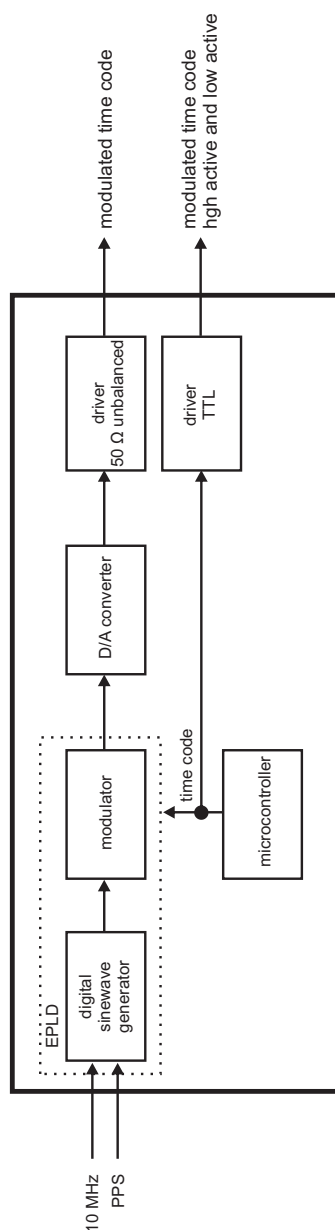 10 MHz
PPS
EPLD
digital
sinewave
generator
modulator
D/A converter
driver
50 Ω unbalanced
modulated time code
time code
microcontroller
driver
TTL
modulated time code
hgh active and low active